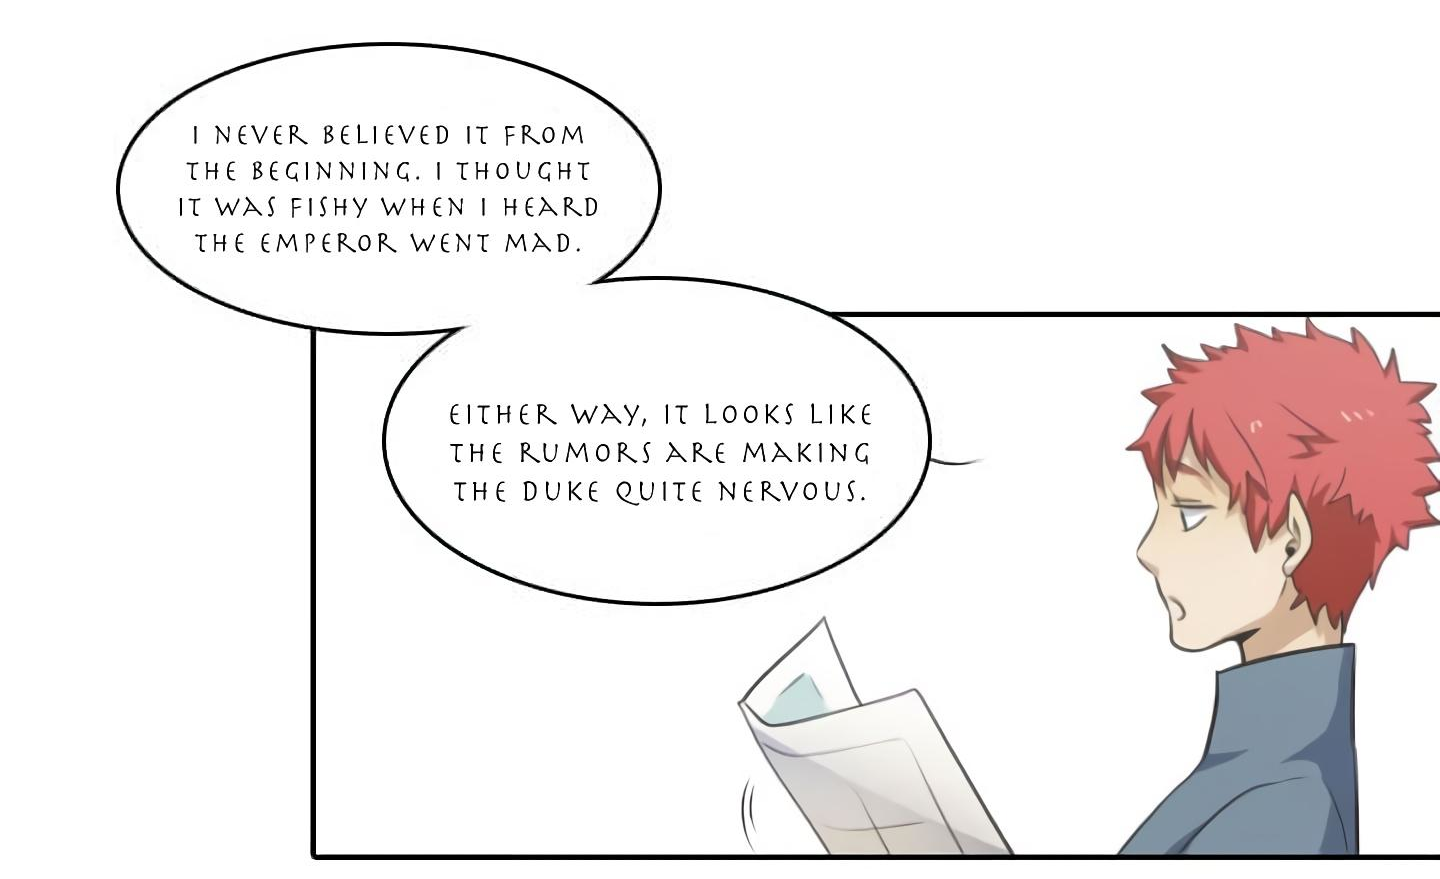 I NEVER BELIEVED IT FROM
THE BEGINNING. I THOUGHT
IT WAS FISHY WHEN I HEARD
THE EMPEROR WENT MAD.
EITHER WAY, IT LOOKS LIKE
THE RUMORS ARE MAKING
THE DUKE QUITE NERVOUS.